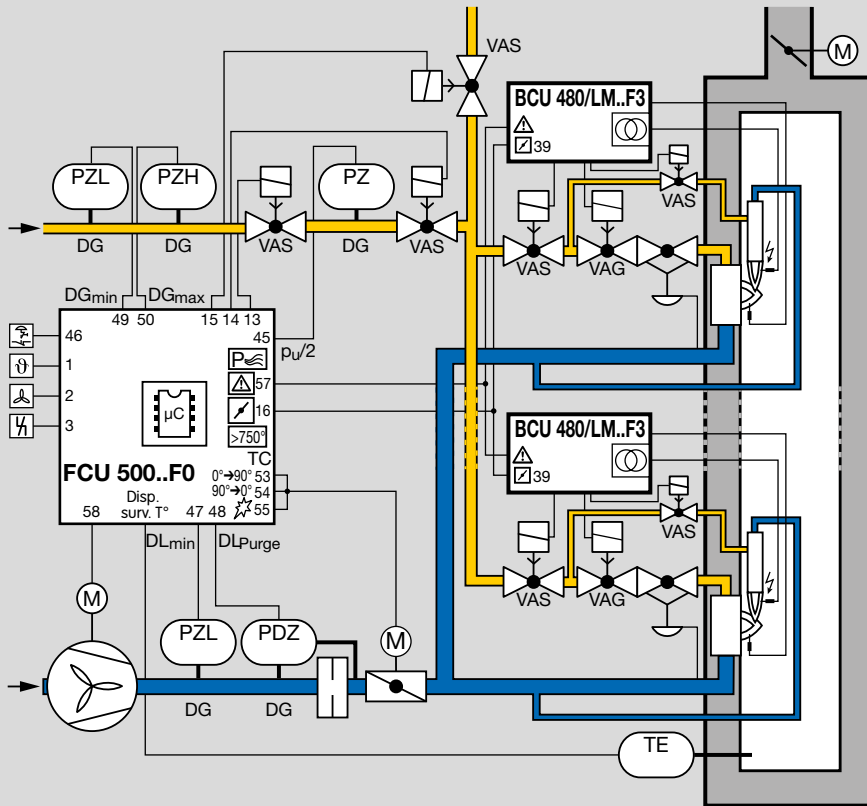 VAS
M
BCU 480/LM..F3
39
VAS
PZL
PZH
PZ
DG
DG
VAS
DG
VAS
VAS
VAG
DGmin
DGmax
49 50
15 14 13
46
45
pu/2
1
P
57
2
µC
16
3
>750°
TC
FCU 500..F0
0°→90° 53
90°→0° 54
55
Disp.
surv. T°
58
47 48
DLmin
DLPurge
BCU 480/LM..F3
39
VAS
VAS
VAG
M
M
PZL
PDZ
DG
DG
TE
ϑ